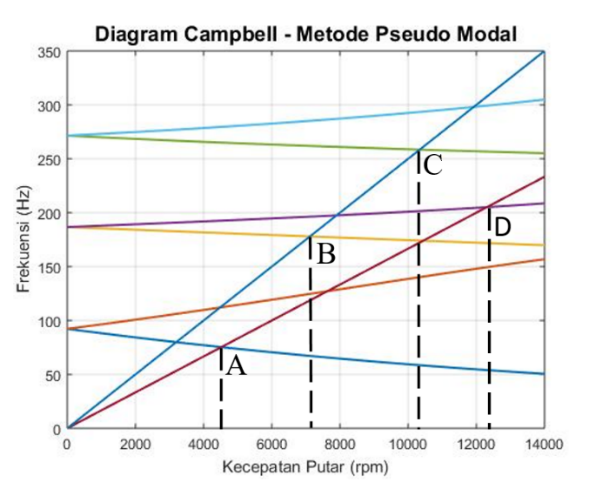 Diagram Campbell - Metode Pseudo Modal
350
300
250
200
150
100
50
0
Frekuensi (Hz)
C
D
B
A
0 2000 4000 6000 8000 10000 12000 14000
Kecepatan Putar (rpm)